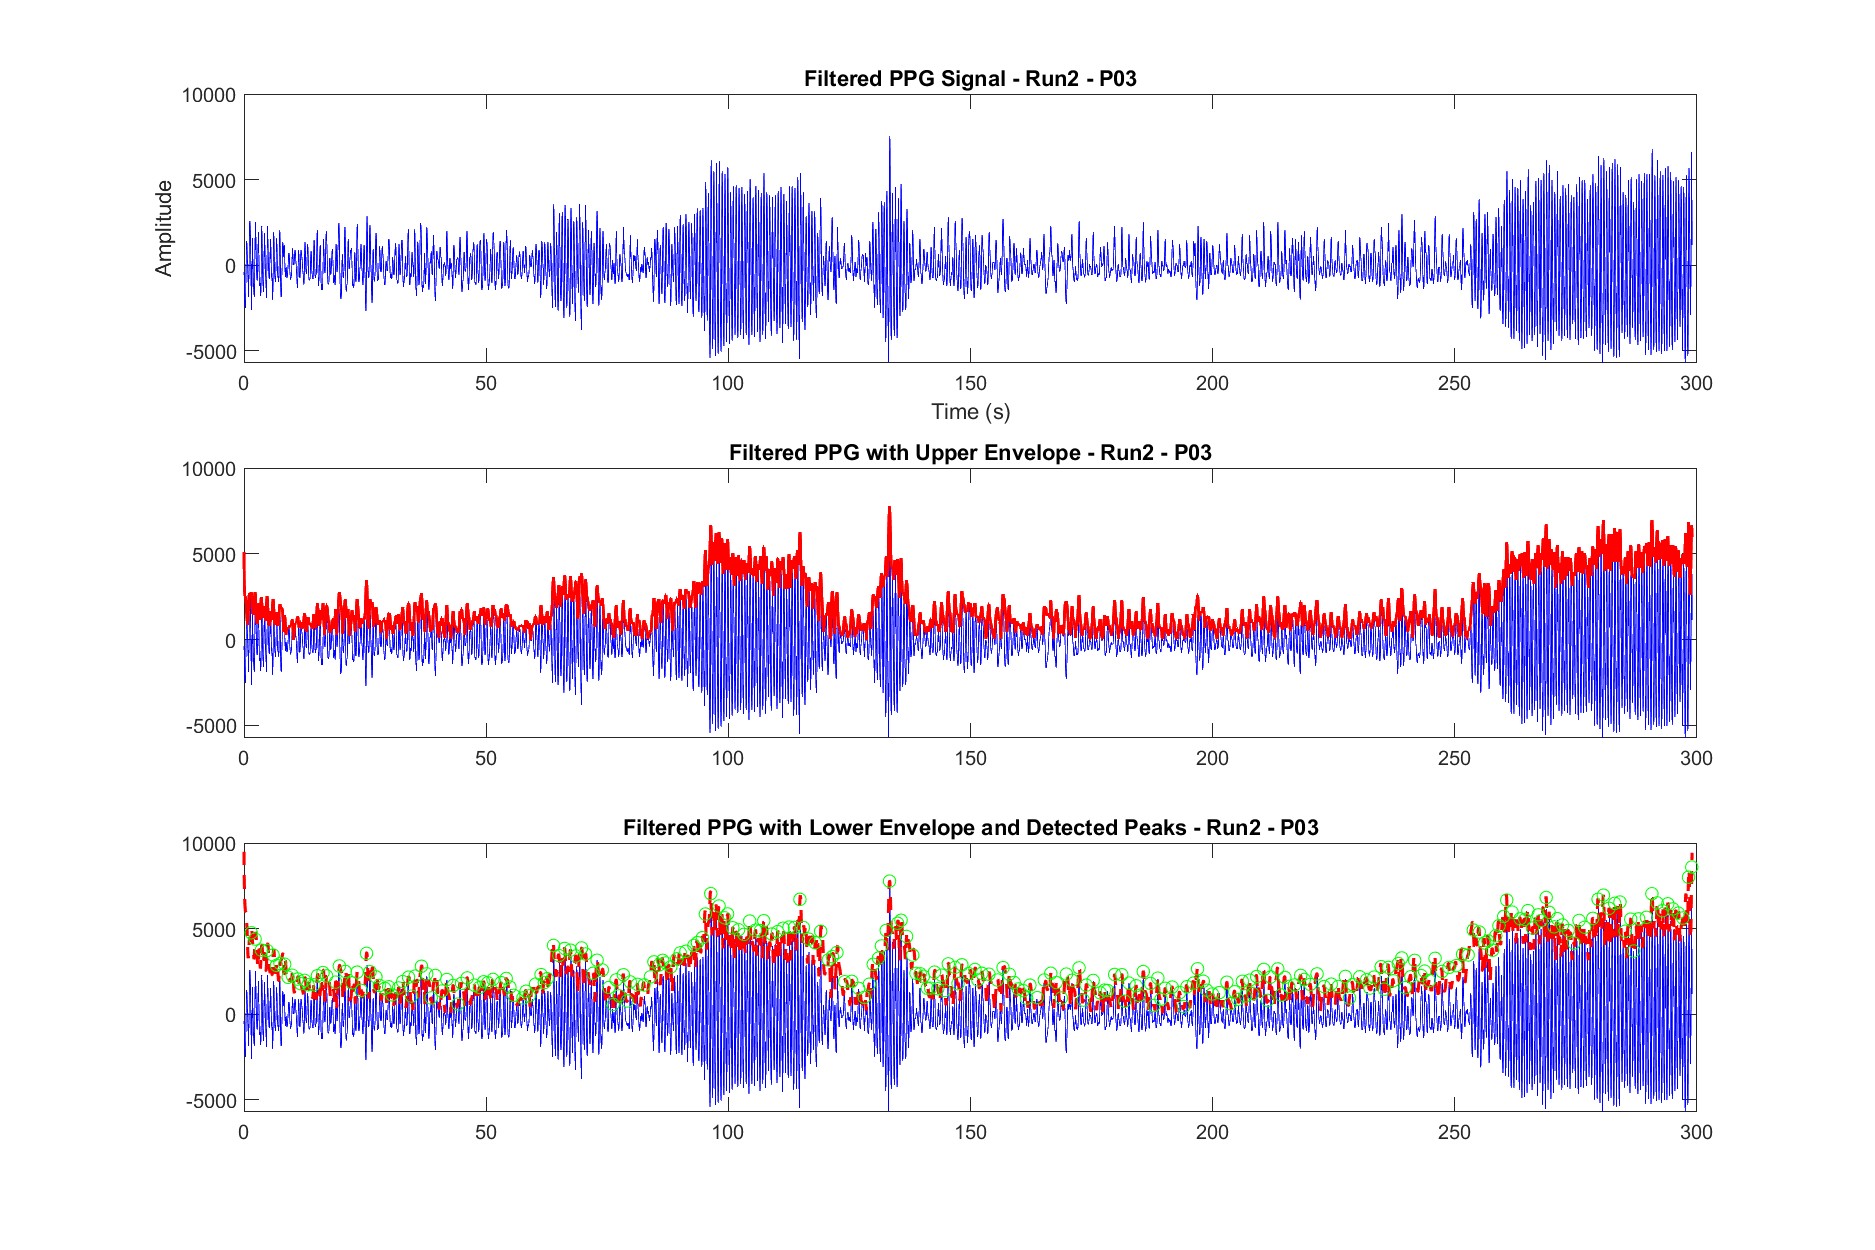 Filtered PPG Signal - Run2 - P03
10000
5000
0
-5000
Amplitude
0 50 100 150 200 250 300
Time (s)
Filtered PPG with Upper Envelope - Run2 - P03
10000
5000
0
-5000
0 50 100 150 200 250 300
Filtered PPG with Lower Envelope and Detected Peaks - Run2 - P03
10000
5000
0
-5000
0 50 100 150 200 250 300